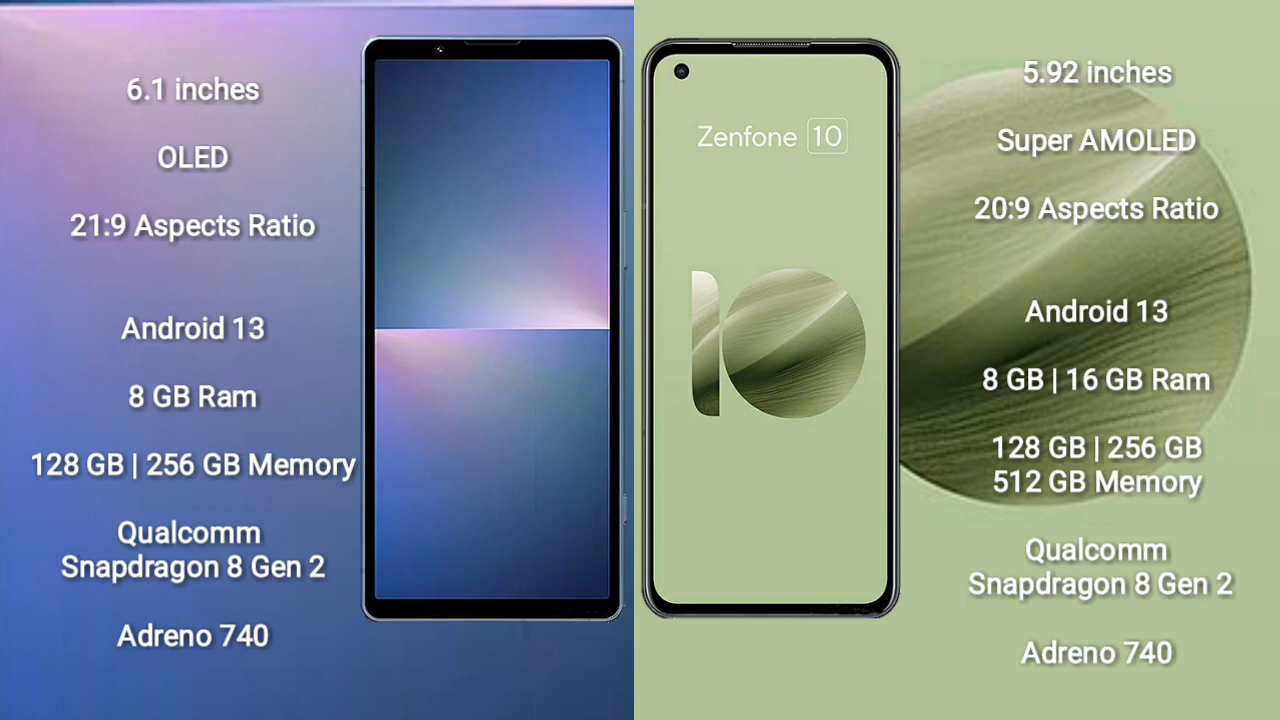 6.1 inches
OLED
21:9 Aspects Ratio
Android 13
8 GB Ram
128 GB | 256 GB Memory
Qualcomm
Snapdragon 8 Gen 2
Adreno 740
Zenfone 10
10
5.92 inches
Super AMOLED
20:9 Aspects Ratio
Android 13
8 GB | 16 GB Ram
128 GB | 256 GB
512 GB Memory
Qualcomm
Snapdragon 8 Gen 2
Adreno 740